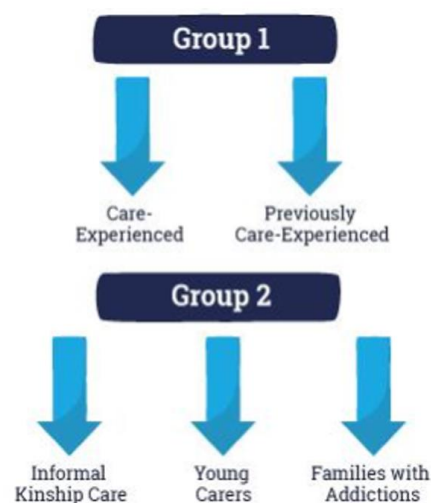 Group 1
Care-
Experienced
Previously
Care-Experienced
Group 2
Informal
Kinship Care
Young
Carers
Families with
Addictions